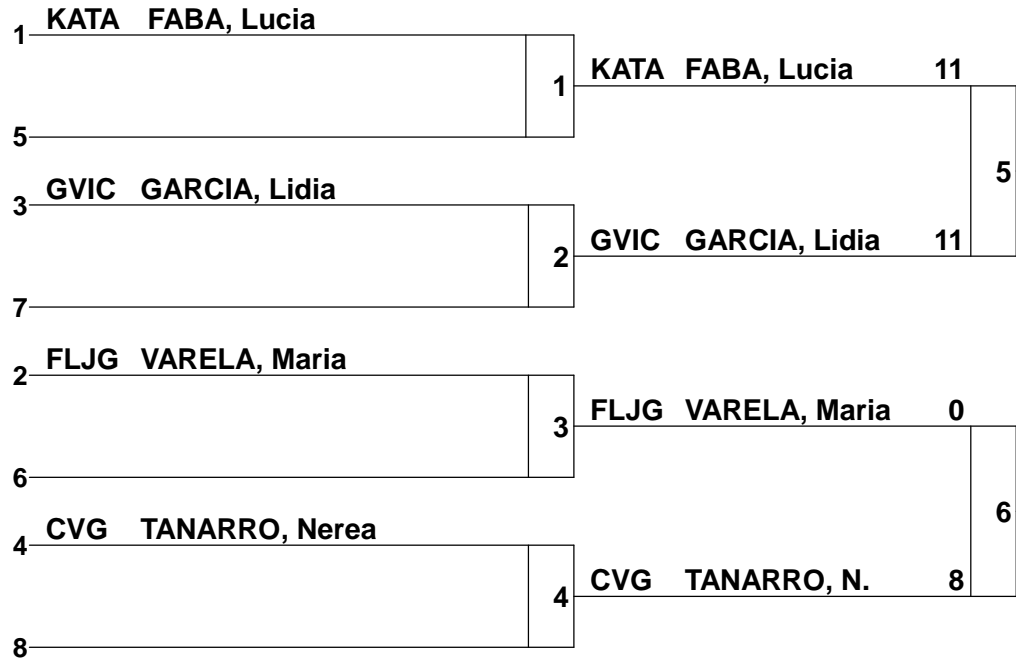 1 KATA FABA, Lucia
1 KATA FABA, Lucia 11
5
5
3 GVIC GARCIA, Lidia
2 GVIC GARCIA, Lidia 11
7
2 FLJG VARELA, Maria
3 FLJG VARELA, Maria 0
6
6
4 CVG TANARRO, Nerea
4 CVG TANARRO, N. 8
8